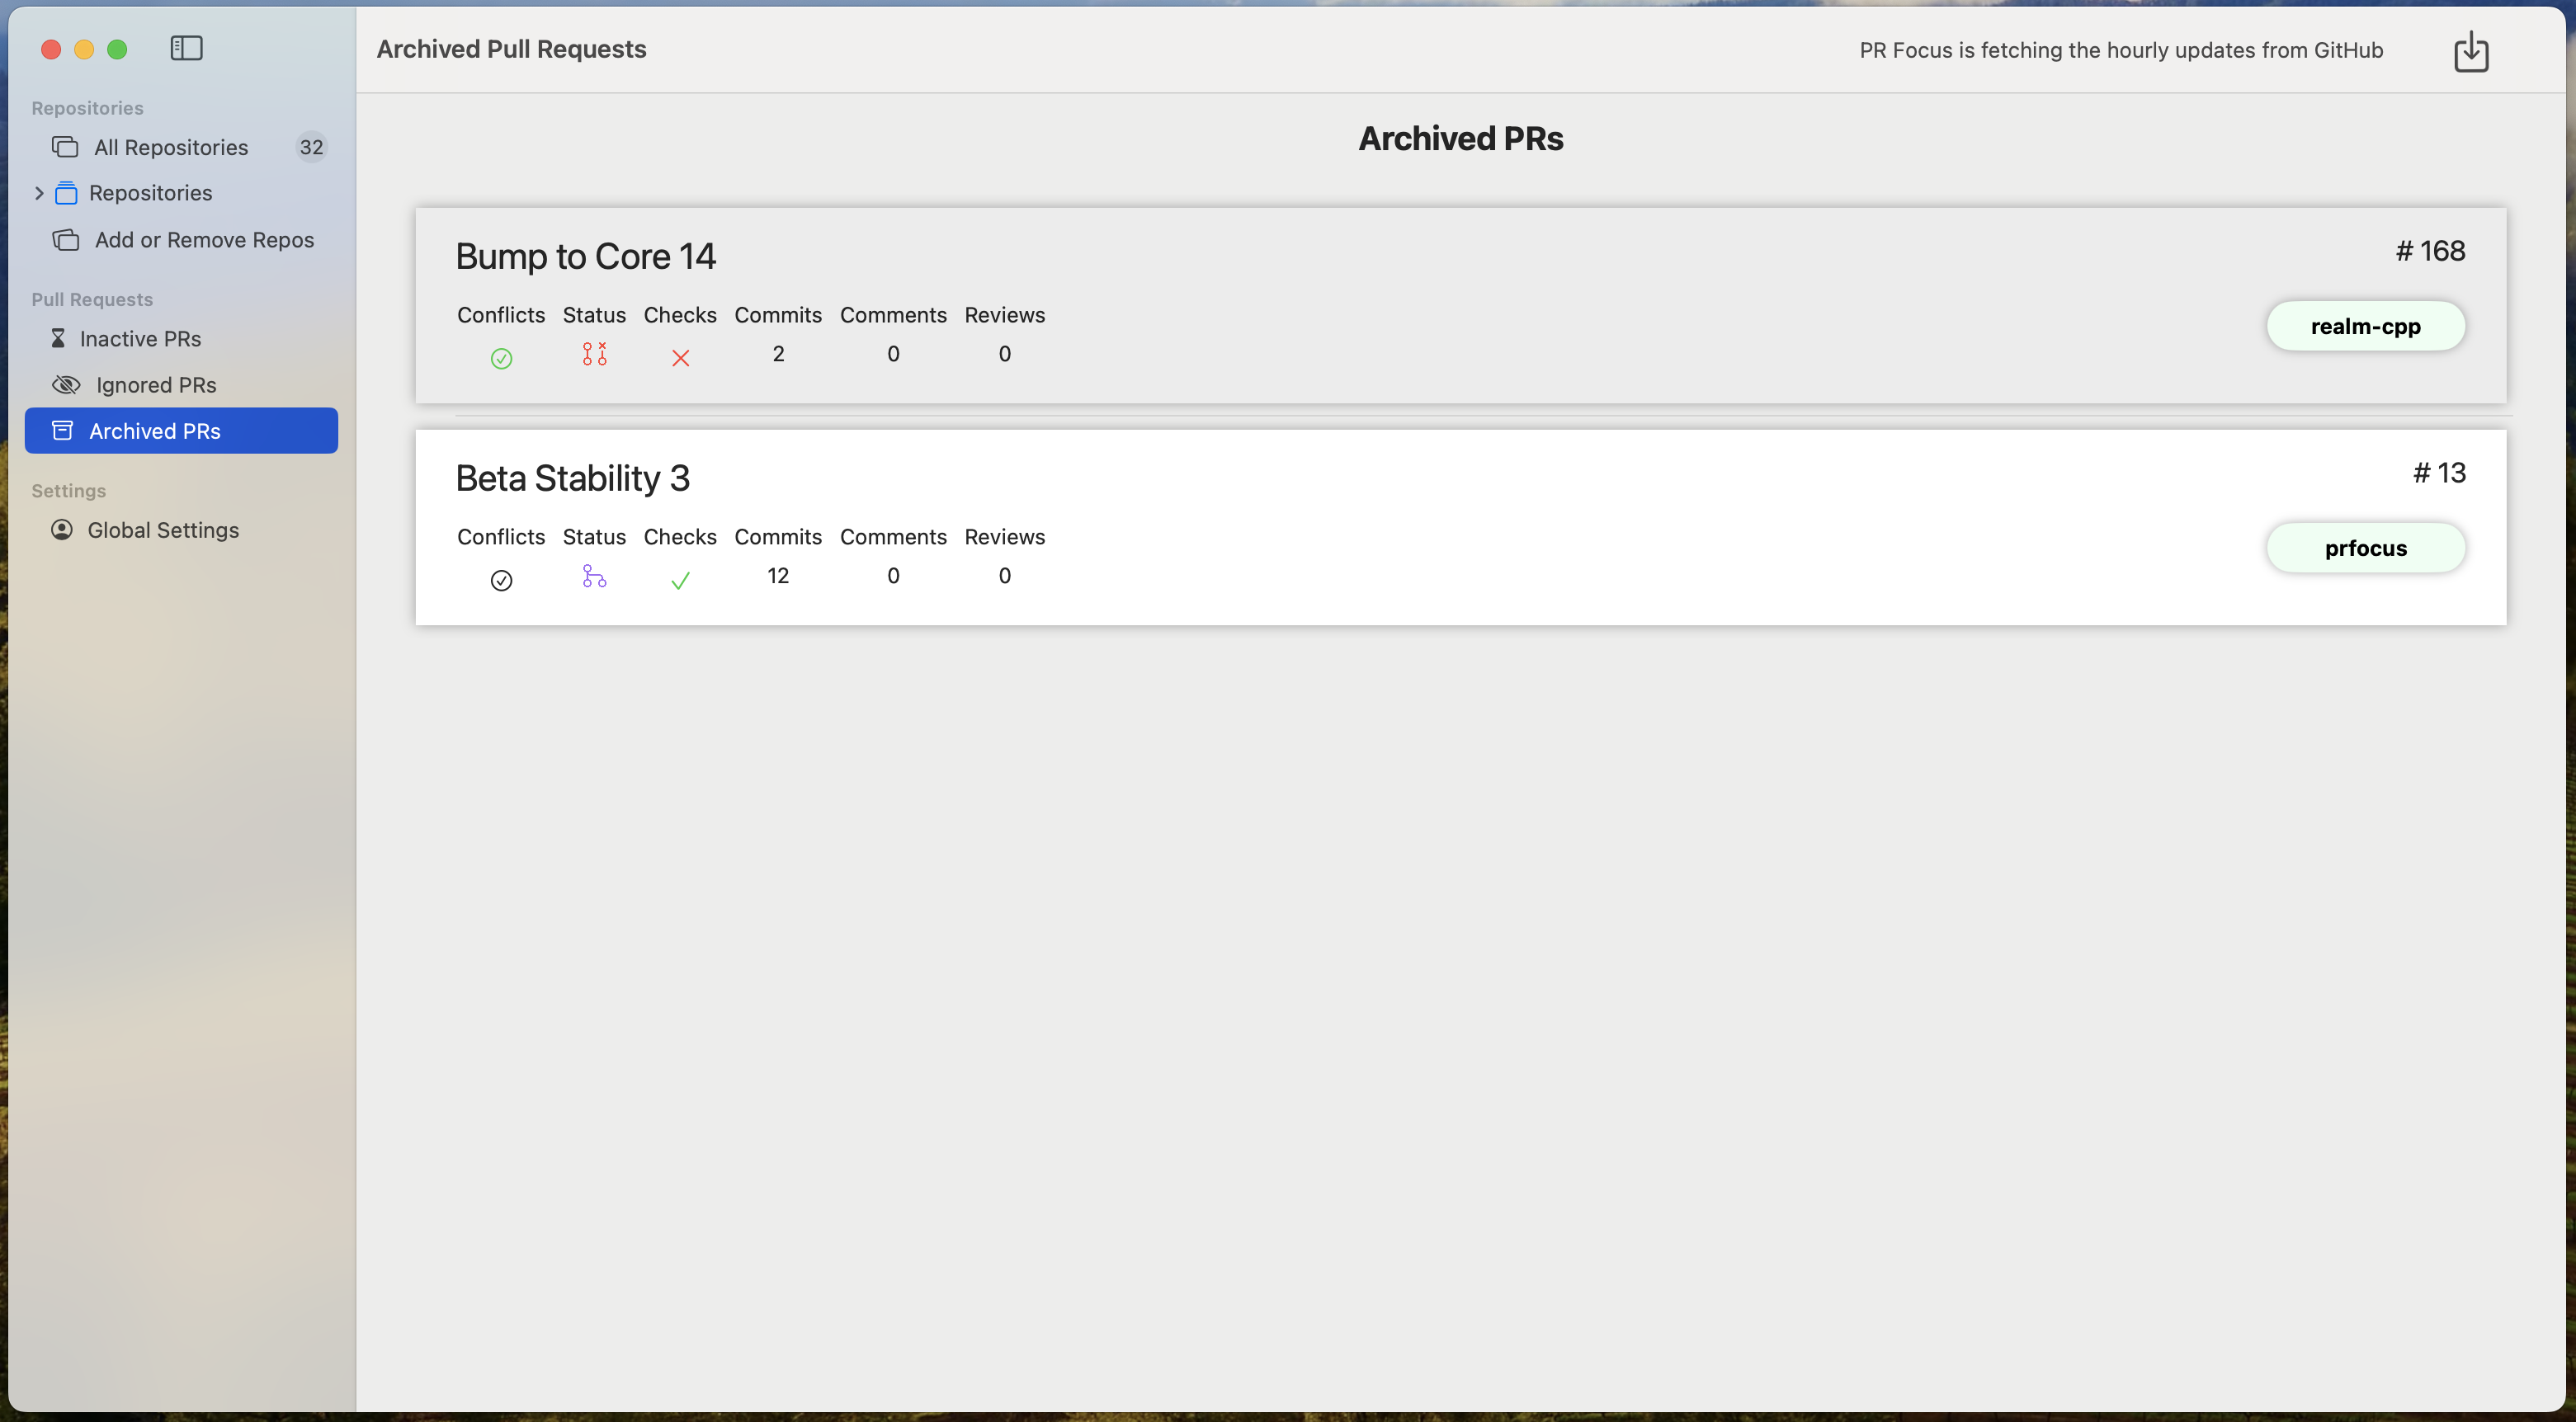 Archived Pull Requests
PR Focus is fetching the hourly updates from GitHub
Repositories
All Repositories 32
Repositories
Add or Remove Repos
Pull Requests
Inactive PRs
Ignored PRs
Archived PRs
Settings
Global Settings
Archived PRs
Bump to Core 14 # 168
Conflicts Status Checks Commits Comments Reviews
2 0 0
realm-cpp
Beta Stability 3 # 13
Conflicts Status Checks Commits Comments Reviews
12 0 0
prfocus